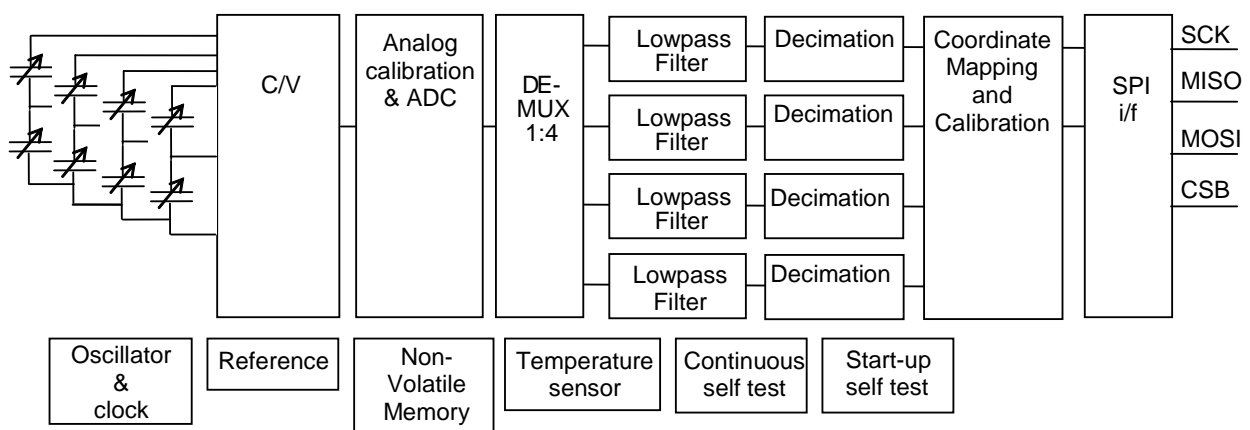 C/V
Analog
calibration
& ADC
DE-
MUX
1:4
Lowpass
Filter
Decimation
Lowpass
Filter
Decimation
Lowpass
Filter
Decimation
Lowpass
Filter
Decimation
Coordinate
Mapping
and
Calibration
SPI
i/f
SCK
MISO
MOSI
CSB
Oscillator
&
clock
Reference
Non-
Volatile
Memory
Temperature
sensor
Continuous
self test
Start-up
self test